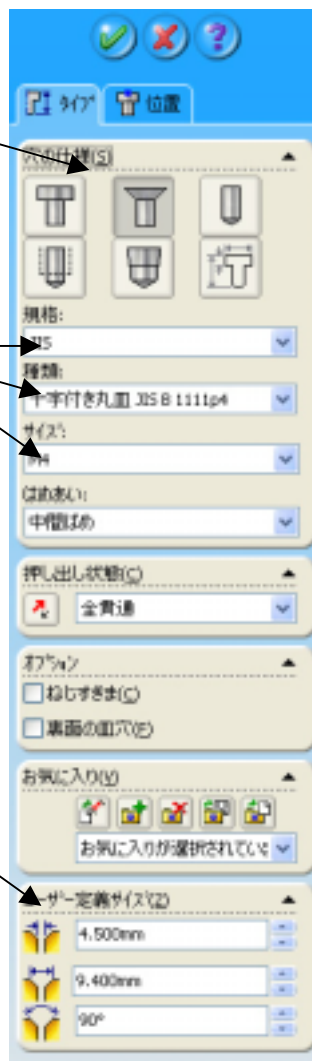 タイプ 位置
穴の仕様(S)
規格:
JIS
種類:
十字付き丸皿 JIS B 1111p4
サイズ:
M4
はめあい:
中間ばめ
押し出し状態(C)
全貫通
オプション
ねじすきま(C)
裏面の皿穴(E)
お気に入り(V)
お気に入りが選択されていな
ユーザー定義サイズ(Z)
4.500mm
9.400mm
90°